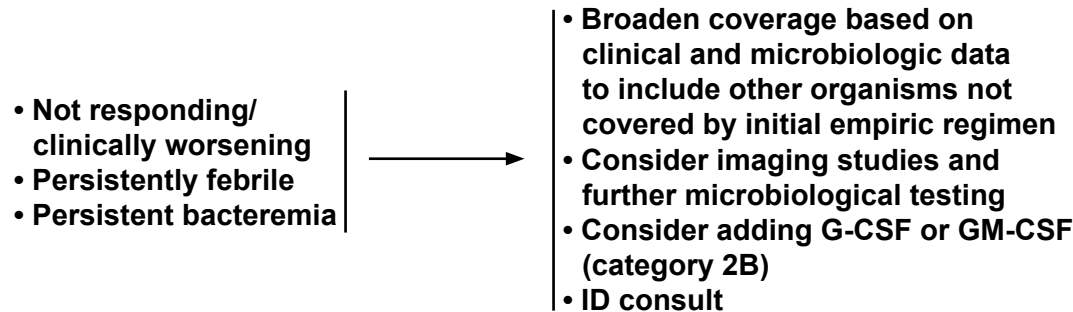 • Not responding/
clinically worsening
• Persistently febrile
• Persistent bacteremia
• Broaden coverage based on
clinical and microbiologic data
to include other organisms not
covered by initial empiric regimen
• Consider imaging studies and
further microbiological testing
• Consider adding G-CSF or GM-CSF
(category 2B)
• ID consult